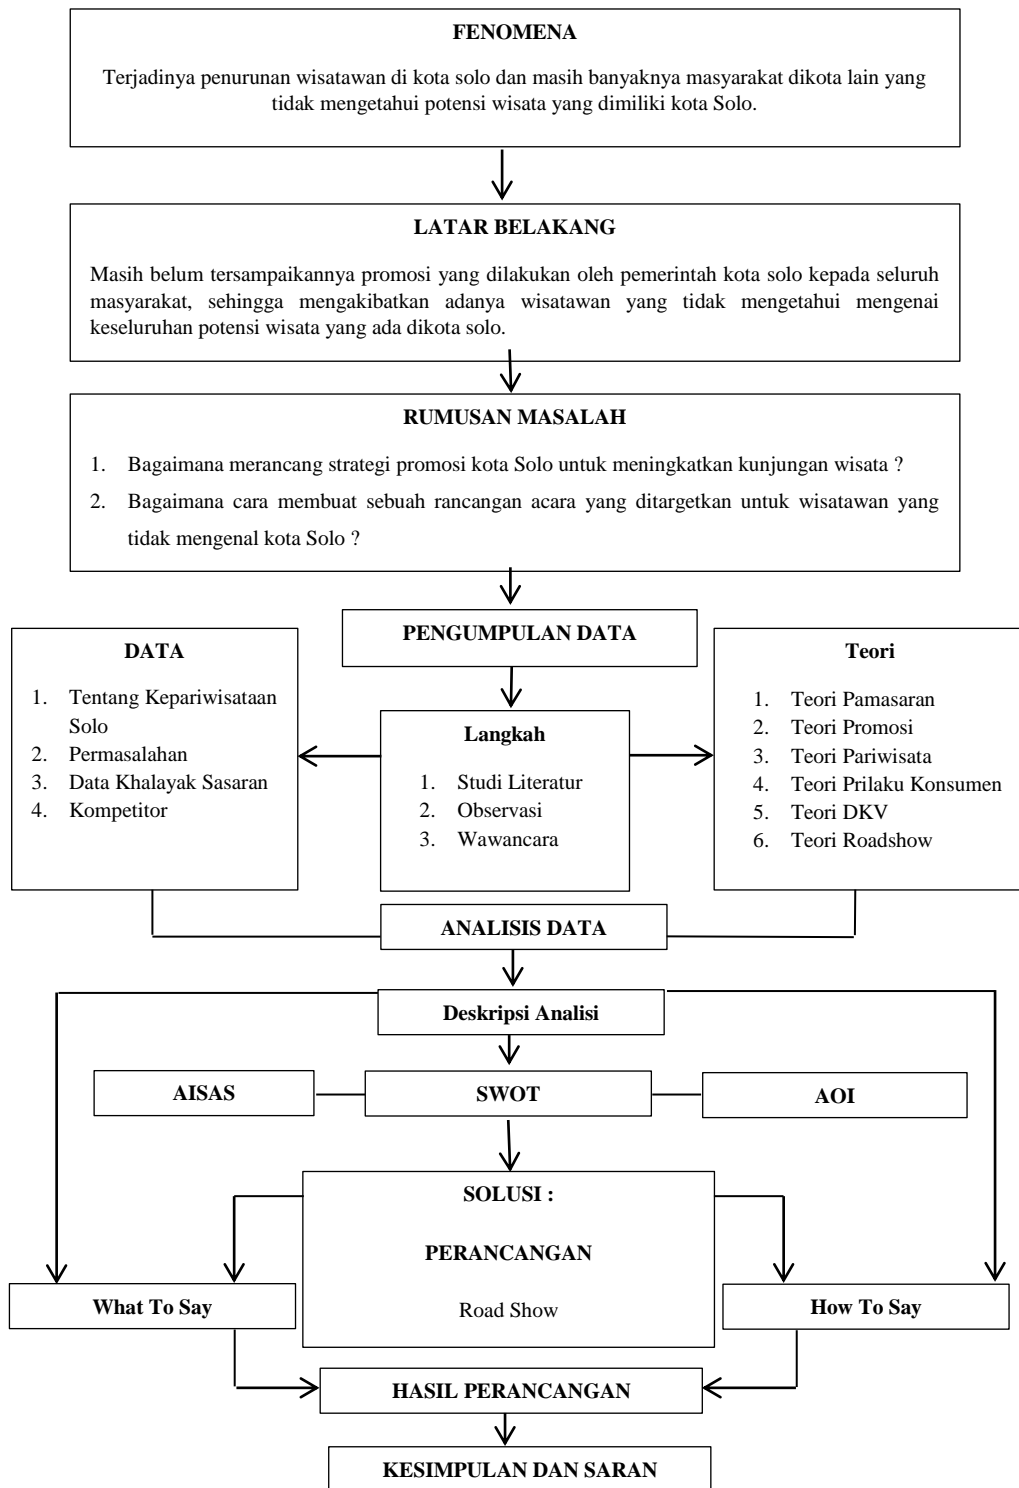 FENOMENA
Terjadinya penurunan wisatawan di kota solo dan masih banyaknya masyarakat dikota lain yang
tidak mengetahui potensi wisata yang dimiliki kota Solo.
LATAR BELAKANG
Masih belum tersampaikannya promosi yang dilakukan oleh pemerintah kota solo kepada seluruh
masyarakat, sehingga mengakibatkan adanya wisatawan yang tidak mengetahui mengenai
keseluruhan potensi wisata yang ada dikota solo.
RUMUSAN MASALAH
1. Bagaimana merancang strategi promosi kota Solo untuk meningkatkan kunjungan wisata ?
2. Bagaimana cara membuat sebuah rancangan acara yang ditargetkan untuk wisatawan yang
tidak mengenal kota Solo ?
PENGUMPULAN DATA
DATA
1. Tentang Kepariwisataan
Solo
2. Permasalahan
3. Data Khalayak Sasaran
4. Kompetitor
Langkah
1. Studi Literatur
2. Observasi
3. Wawancara
Teori
1. Teori Pamasaran
2. Teori Promosi
3. Teori Pariwisata
4. Teori Prilaku Konsumen
5. Teori DKV
6. Teori Roadshow
ANALISIS DATA
Deskripsi Analisi
AISAS
SWOT
AOI
SOLUSI :
PERANCANGAN
Road Show
What To Say
How To Say
HASIL PERANCANGAN
KESIMPULAN DAN SARAN